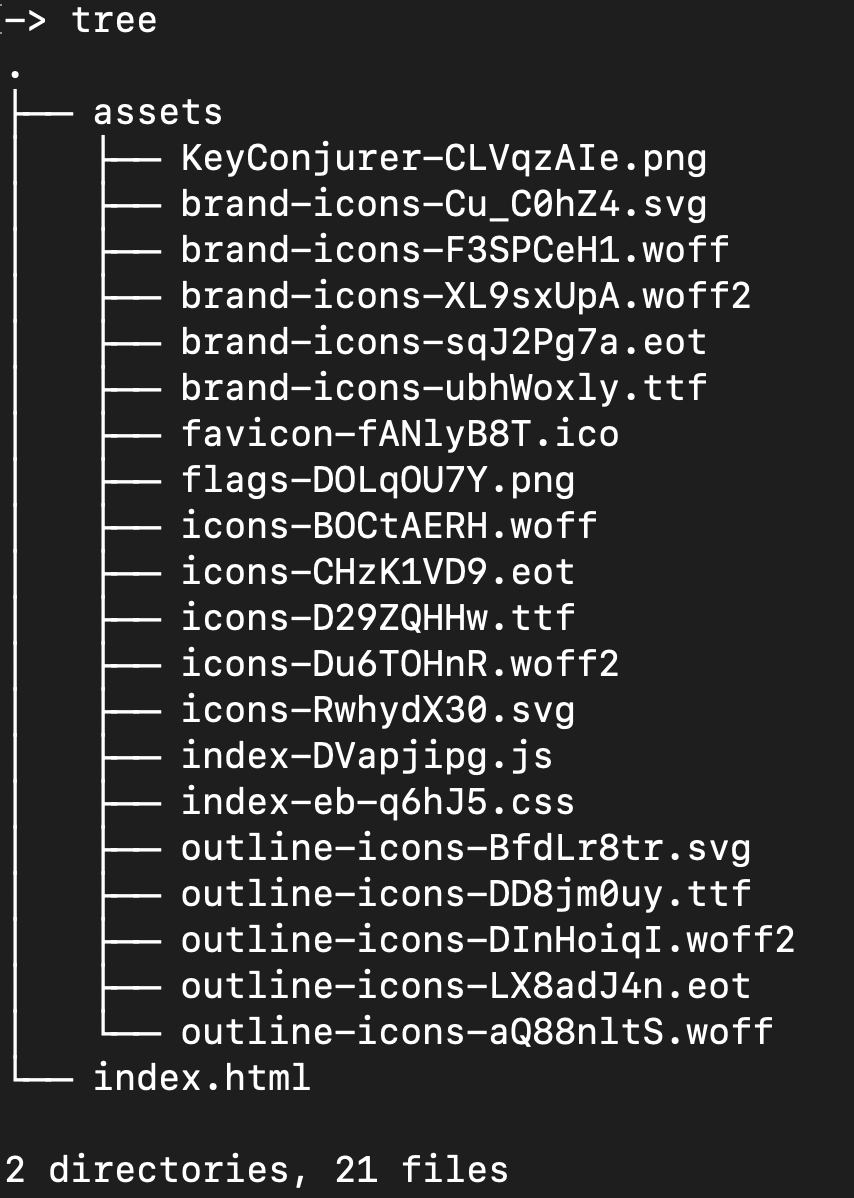 -> tree
.
├── assets
│   ├── KeyConjurer-CLVqzAIe.png
│   ├── brand-icons-Cu_C0hZ4.svg
│   ├── brand-icons-F3SPCeH1.woff
│   ├── brand-icons-XL9sxUpA.woff2
│   ├── brand-icons-sqJ2Pg7a.eot
│   ├── brand-icons-ubhWoxly.ttf
│   ├── favicon-fANlyB8T.ico
│   ├── flags-DOLqOU7Y.png
│   ├── icons-BOCtAERH.woff
│   ├── icons-CHzK1VD9.eot
│   ├── icons-D29ZQHHw.ttf
│   ├── icons-Du6TOHnR.woff2
│   ├── icons-RwhydX30.svg
│   ├── index-DVapjipg.js
│   ├── index-eb-q6hJ5.css
│   ├── outline-icons-BfdLr8tr.svg
│   ├── outline-icons-DD8jm0uy.ttf
│   ├── outline-icons-DInHoiqI.woff2
│   ├── outline-icons-LX8adJ4n.eot
│   └── outline-icons-aQ88nltS.woff
└── index.html
2 directories, 21 files